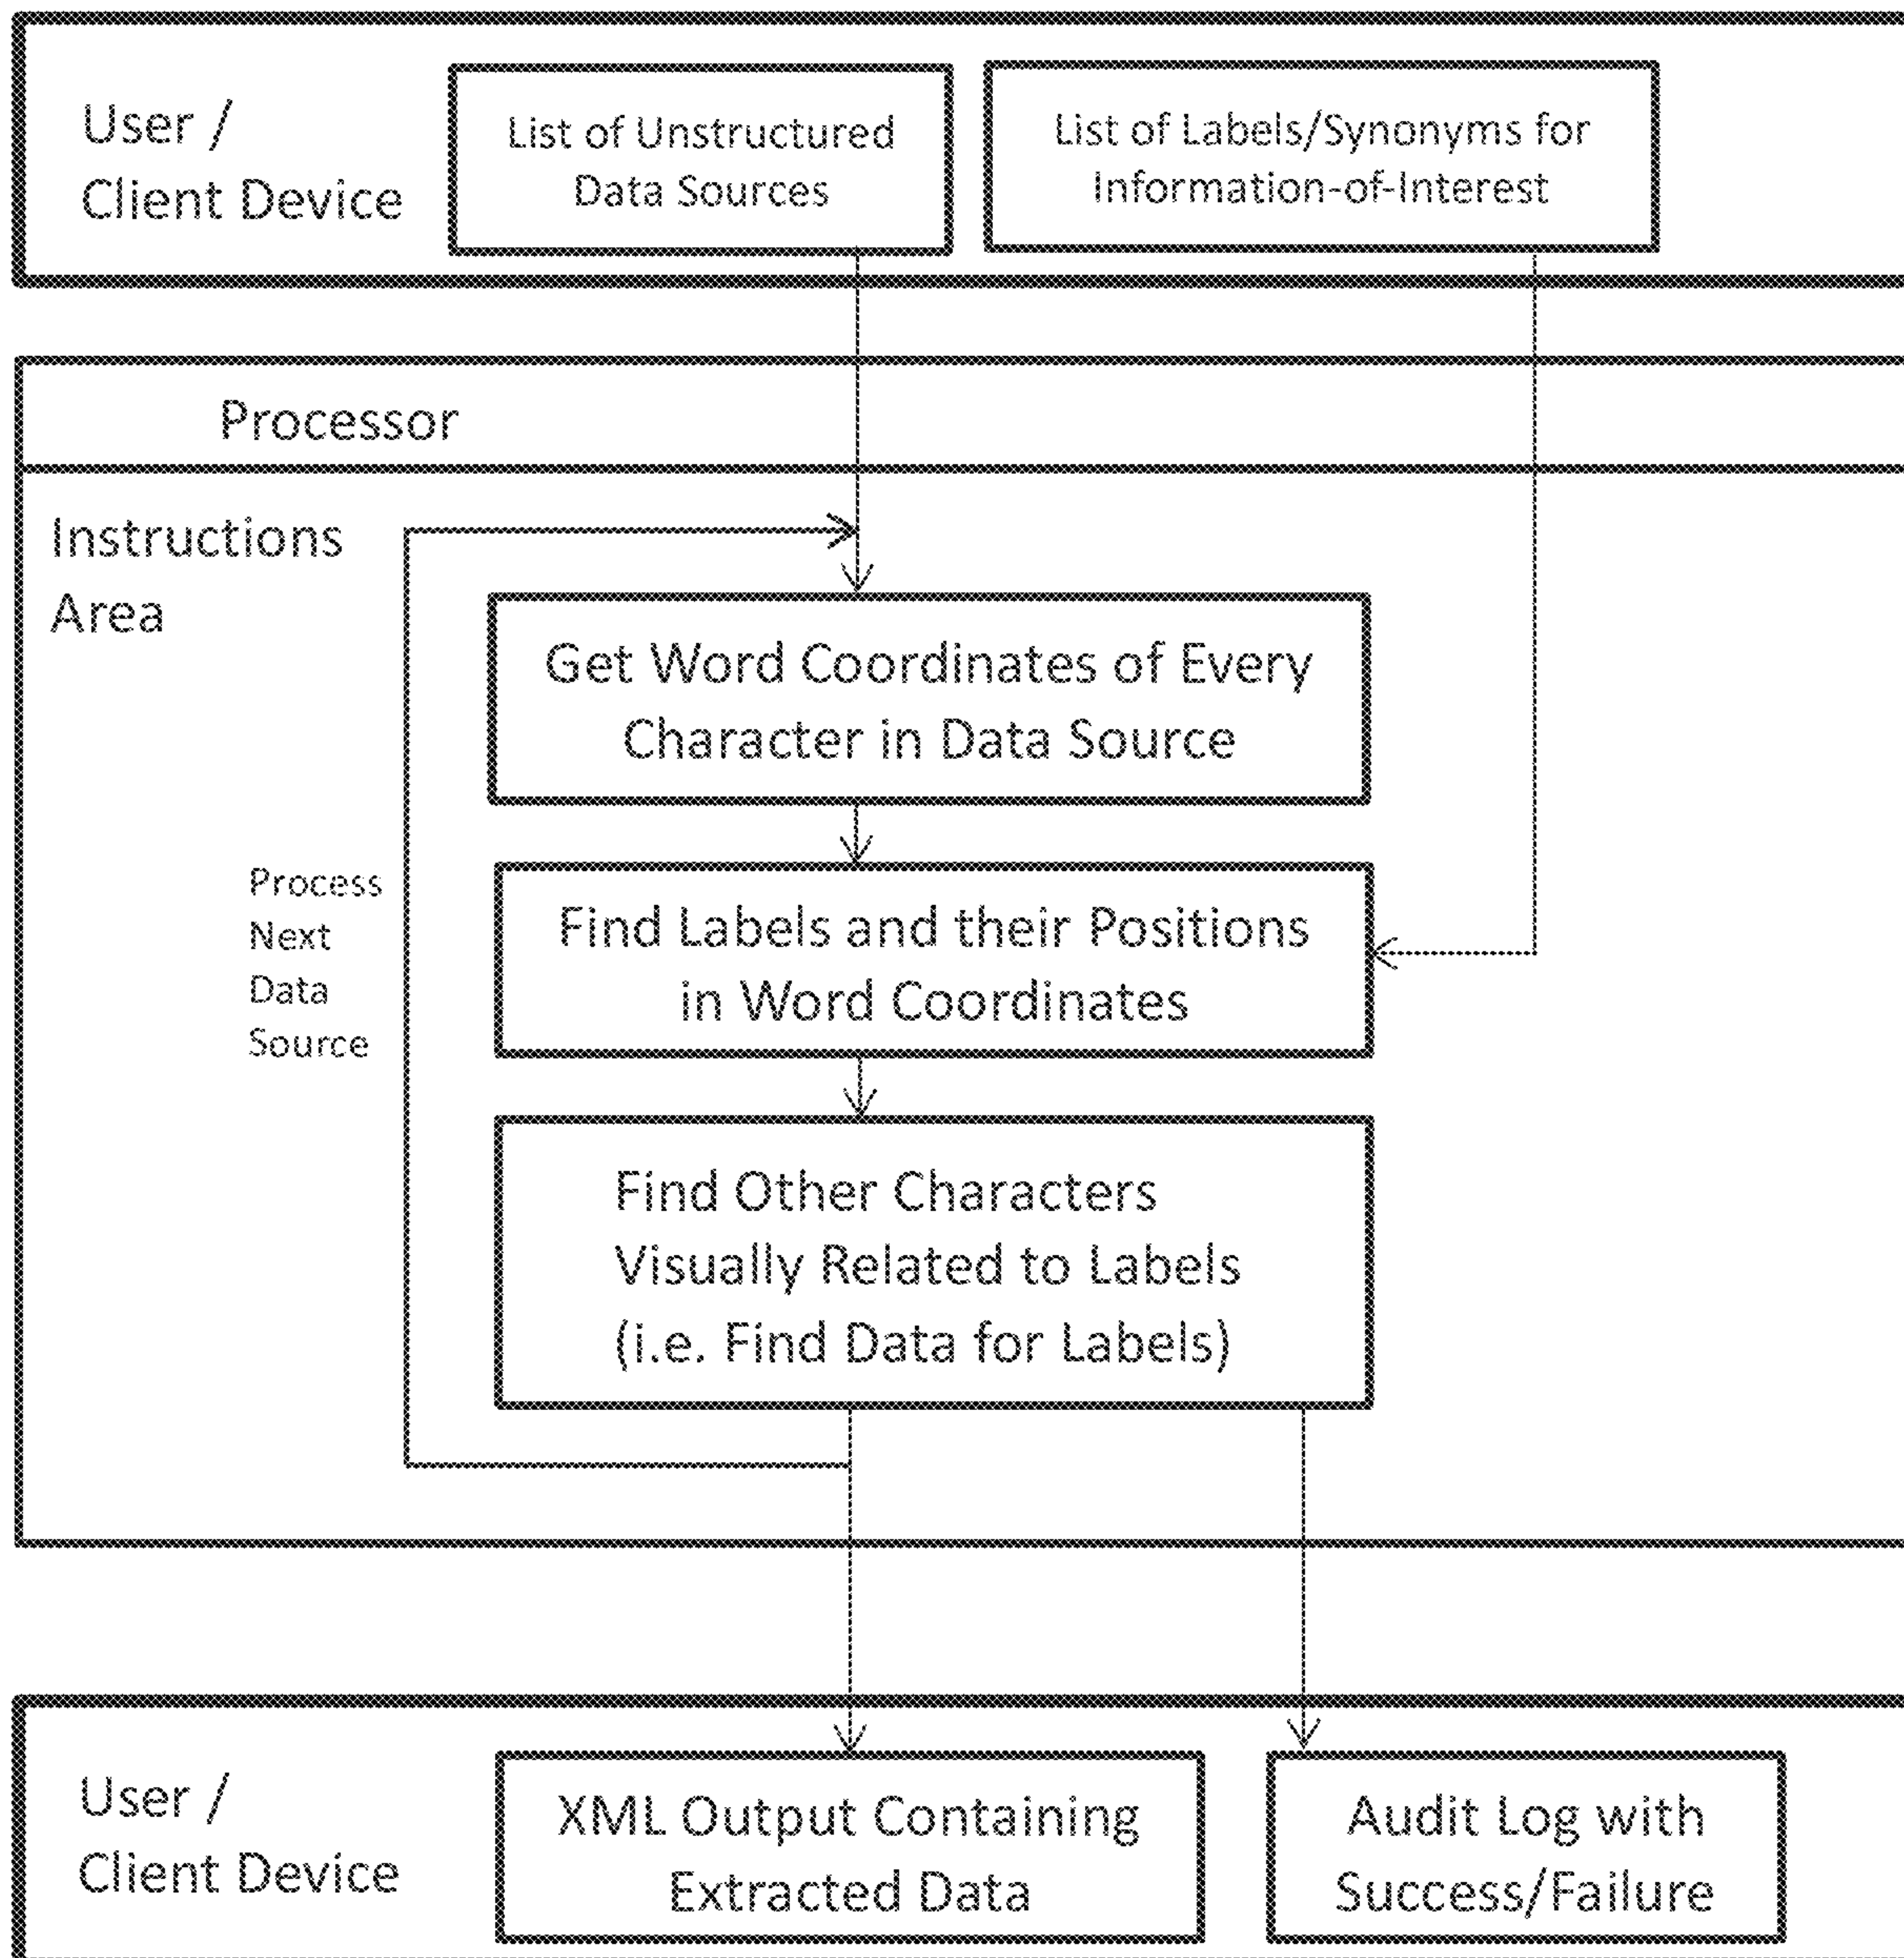 User /
Client Device
List of Unstructured
Data Sources
List of Labels/Synonyms for
Information-of-Interest
Processor
Instructions
Area
Get Word Coordinates of Every
Character in Data Source
Process
Next
Data
Source
Find Labels and their Positions
in Word Coordinates
Find Other Characters
Visually Related to Labels
(i.e. Find Data for Labels)
User /
Client Device
XML Output Containing
Extracted Data
Audit Log with
Success/Failure